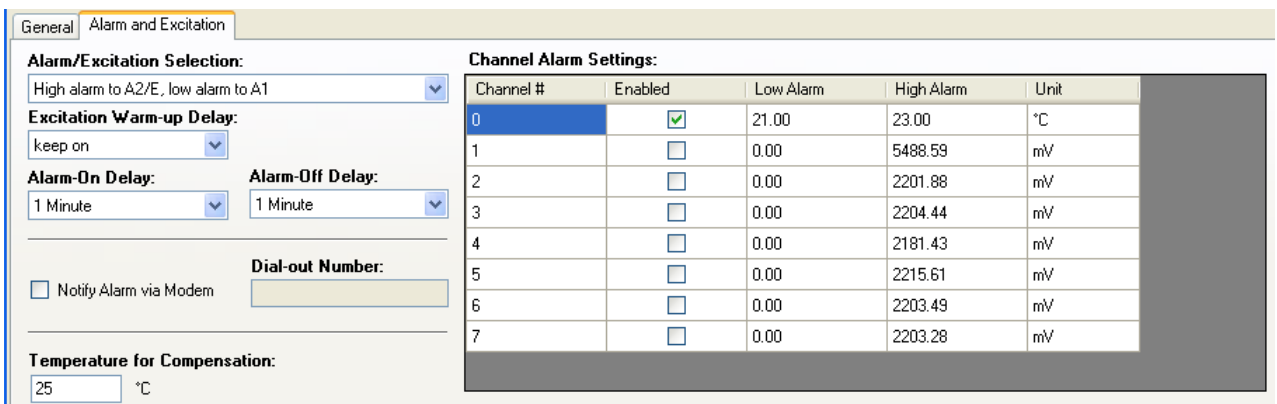 General Alarm and Excitation
Alarm/Excitation Selection:
High alarm to A2/E, low alarm to A1
Excitation Warm-up Delay:
keep on
Alarm-On Delay: Alarm-Off Delay:
1 Minute 1 Minute
Dial-out Number:
Notify Alarm via Modem
Temperature for Compensation:
25 °C
Channel Alarm Settings:
Channel # Enabled Low Alarm High Alarm Unit
0 21.00 23.00 °C
1 0.00 5488.59 mV
2 0.00 2201.88 mV
3 0.00 2204.44 mV
4 0.00 2181.43 mV
5 0.00 2215.61 mV
6 0.00 2203.49 mV
7 0.00 2203.28 mV